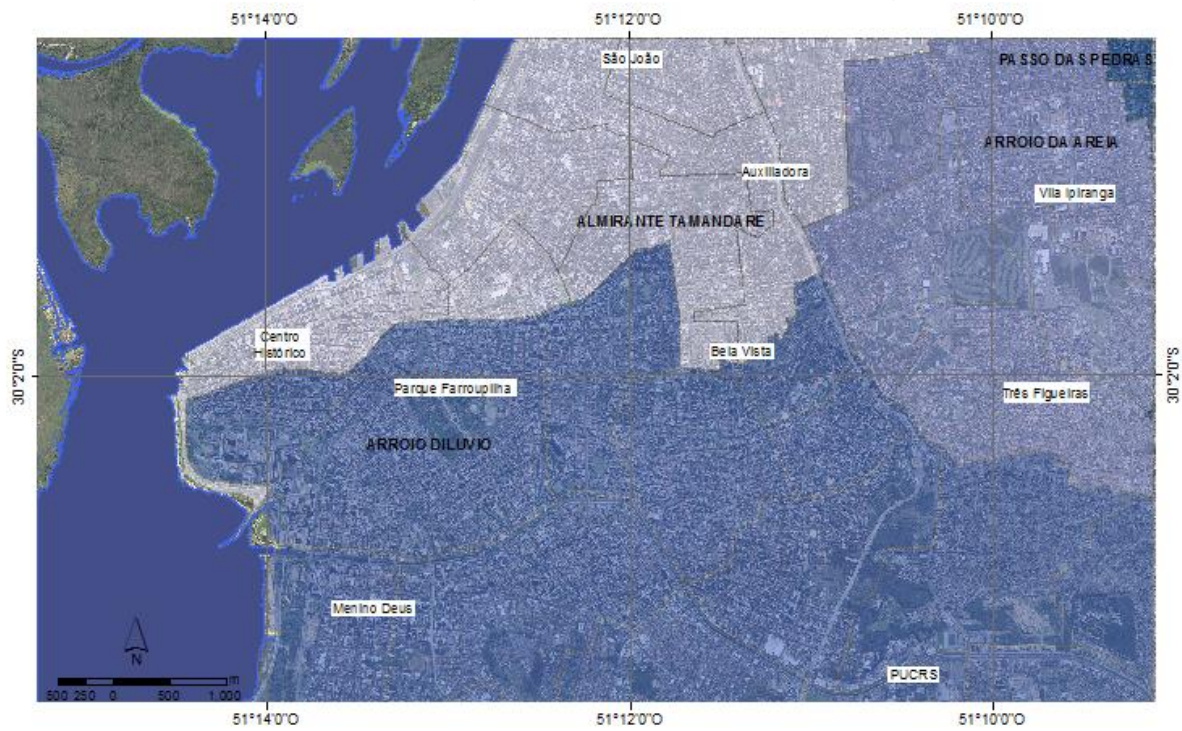 51°14'0"O 51°12'0"O 51°10'0"O
São João
PASSO DAS PEDRAS
ARROIO DA AREIA
Auxiliadora
Vila Ipiranga
ALMIRANTE TAMANDARE
Centro
Histórico
Bela Vista
30°2'0"S 30°2'0"S
Parque Farroupilha
Três Figueiras
ARROIO DILUVIO
Menino Deus
N
PUCRS
m
500 250 0 500 1.000
51°14'0"O 51°12'0"O 51°10'0"O